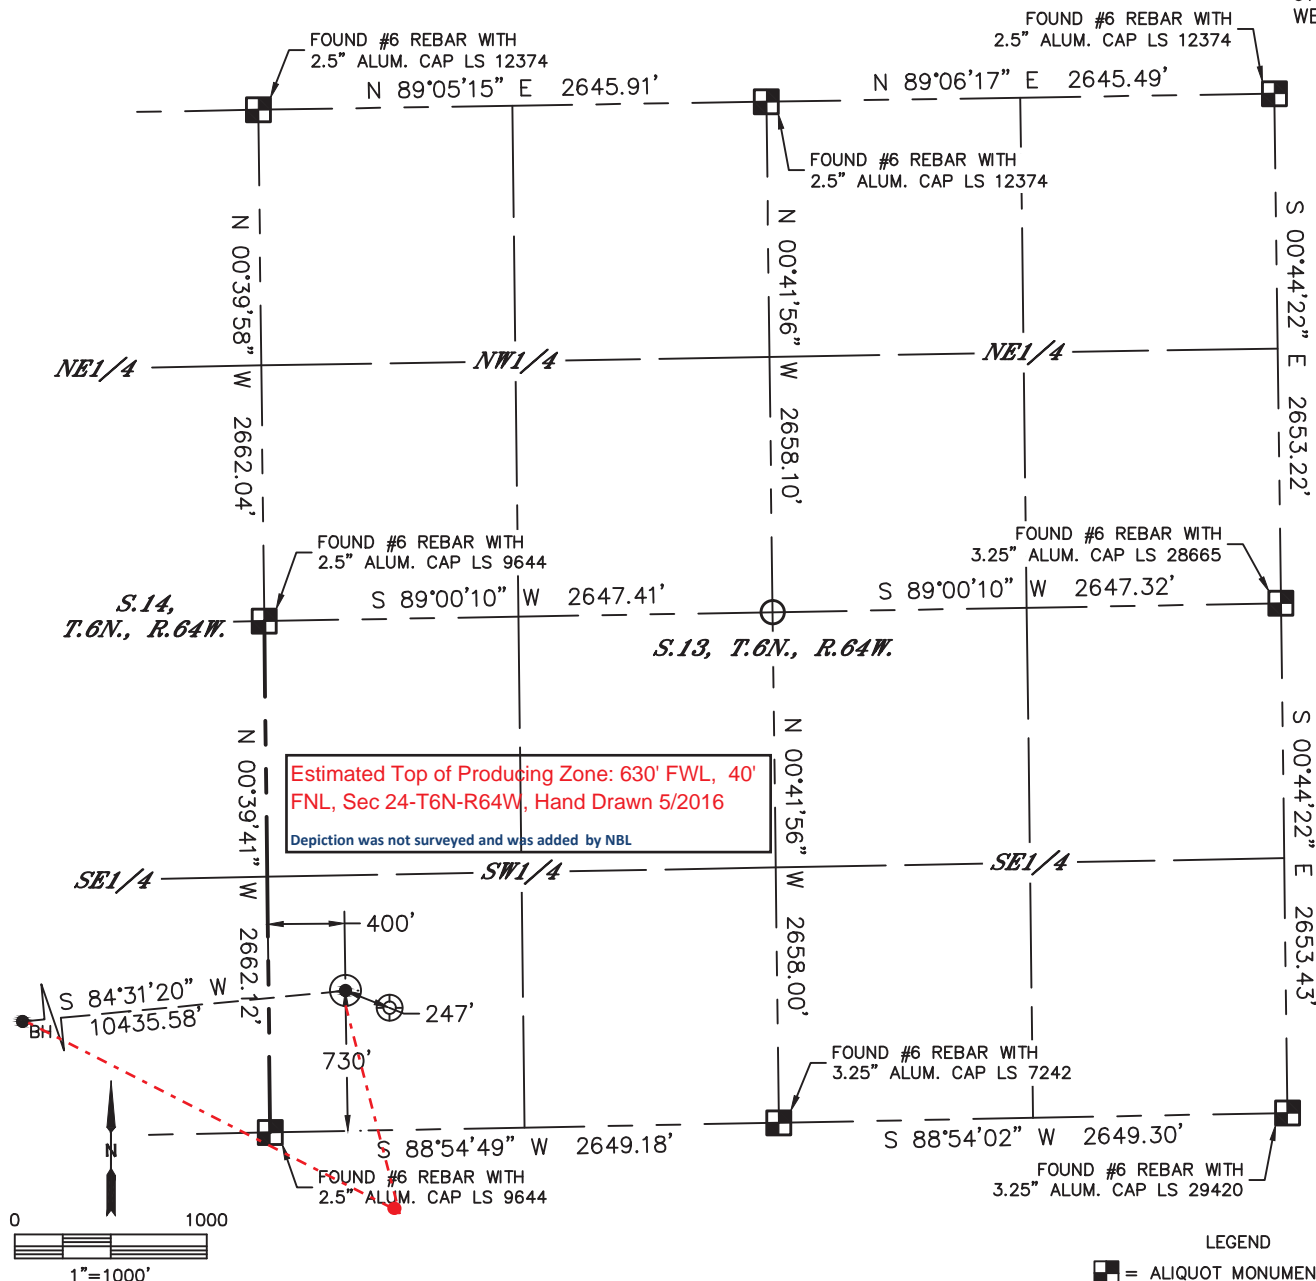 FOUND #6 REBAR WITH
2.5" ALUM. CAP LS 12374
FOUND #6 REBAR WITH
2.5" ALUM. CAP LS 12374
N 89°05'15" E 2645.91'
N 89°06'17" E 2645.49'
FOUND #6 REBAR WITH
2.5" ALUM. CAP LS 12374
N 00°39'58" W 2662.04'
N 00°41'56" W 2658.10'
S 00°44'22" E 2653.22'
NE1/4
NW1/4
NE1/4
FOUND #6 REBAR WITH
2.5" ALUM. CAP LS 9644
FOUND #6 REBAR WITH
3.25" ALUM. CAP LS 28665
S.14,
T.6N., R.64W.
S 89°00'10" W 2647.41'
S 89°00'10" W 2647.32'
S.13, T.6N., R.64W.
N 00°39'41" W 2662.12'
N 00°41'56" W 2658.00'
S 00°44'22" E 2653.43'
Estimated Top of Producing Zone: 630' FWL, 40'
FNL, Sec 24-T6N-R64W, Hand Drawn 5/2016
Depiction was not surveyed and was added by NBL
SE1/4
SW1/4
SE1/4
400'
S 84°31'20" W
10435.58'
BH
247'
730'
FOUND #6 REBAR WITH
3.25" ALUM. CAP LS 7242
N
S 88°54'49" W 2649.18'
S 88°54'02" W 2649.30'
FOUND #6 REBAR WITH
2.5" ALUM. CAP LS 9644
FOUND #6 REBAR WITH
3.25" ALUM. CAP LS 29420
0 1000
1"=1000'
LEGEND
= ALIQUOT MONUMEN